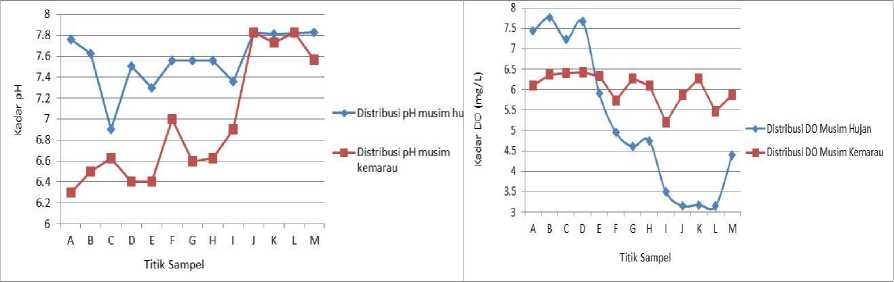 8
7.8
7.6
7.4
7.2
7
6.8
6.6
6.4
6.2
6
Kadar pH
A B C D E F G H I J K L M
Titik Sampel
Distribusi pH musim hu
Distribusi pH musim
kemarau
8
7.5
7
6.5
6
5.5
5
4.5
4
3.5
3
Kadar DO (mg/L)
A B C D E F G H I J K L M
Titik Sampel
Distribusi DO Musim Hujan
Distribusi DO Musim Kemarau